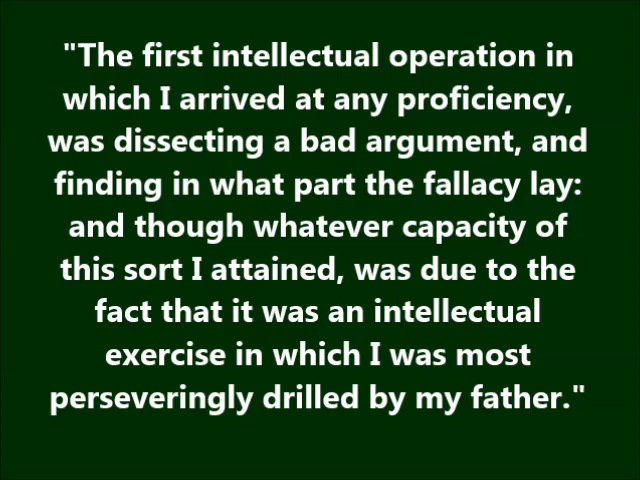 "The first intellectual operation in
which I arrived at any proficiency,
was dissecting a bad argument, and
finding in what part the fallacy lay:
and though whatever capacity of
this sort I attained, was due to the
fact that it was an intellectual
exercise in which I was most
perseveringly drilled by my father."